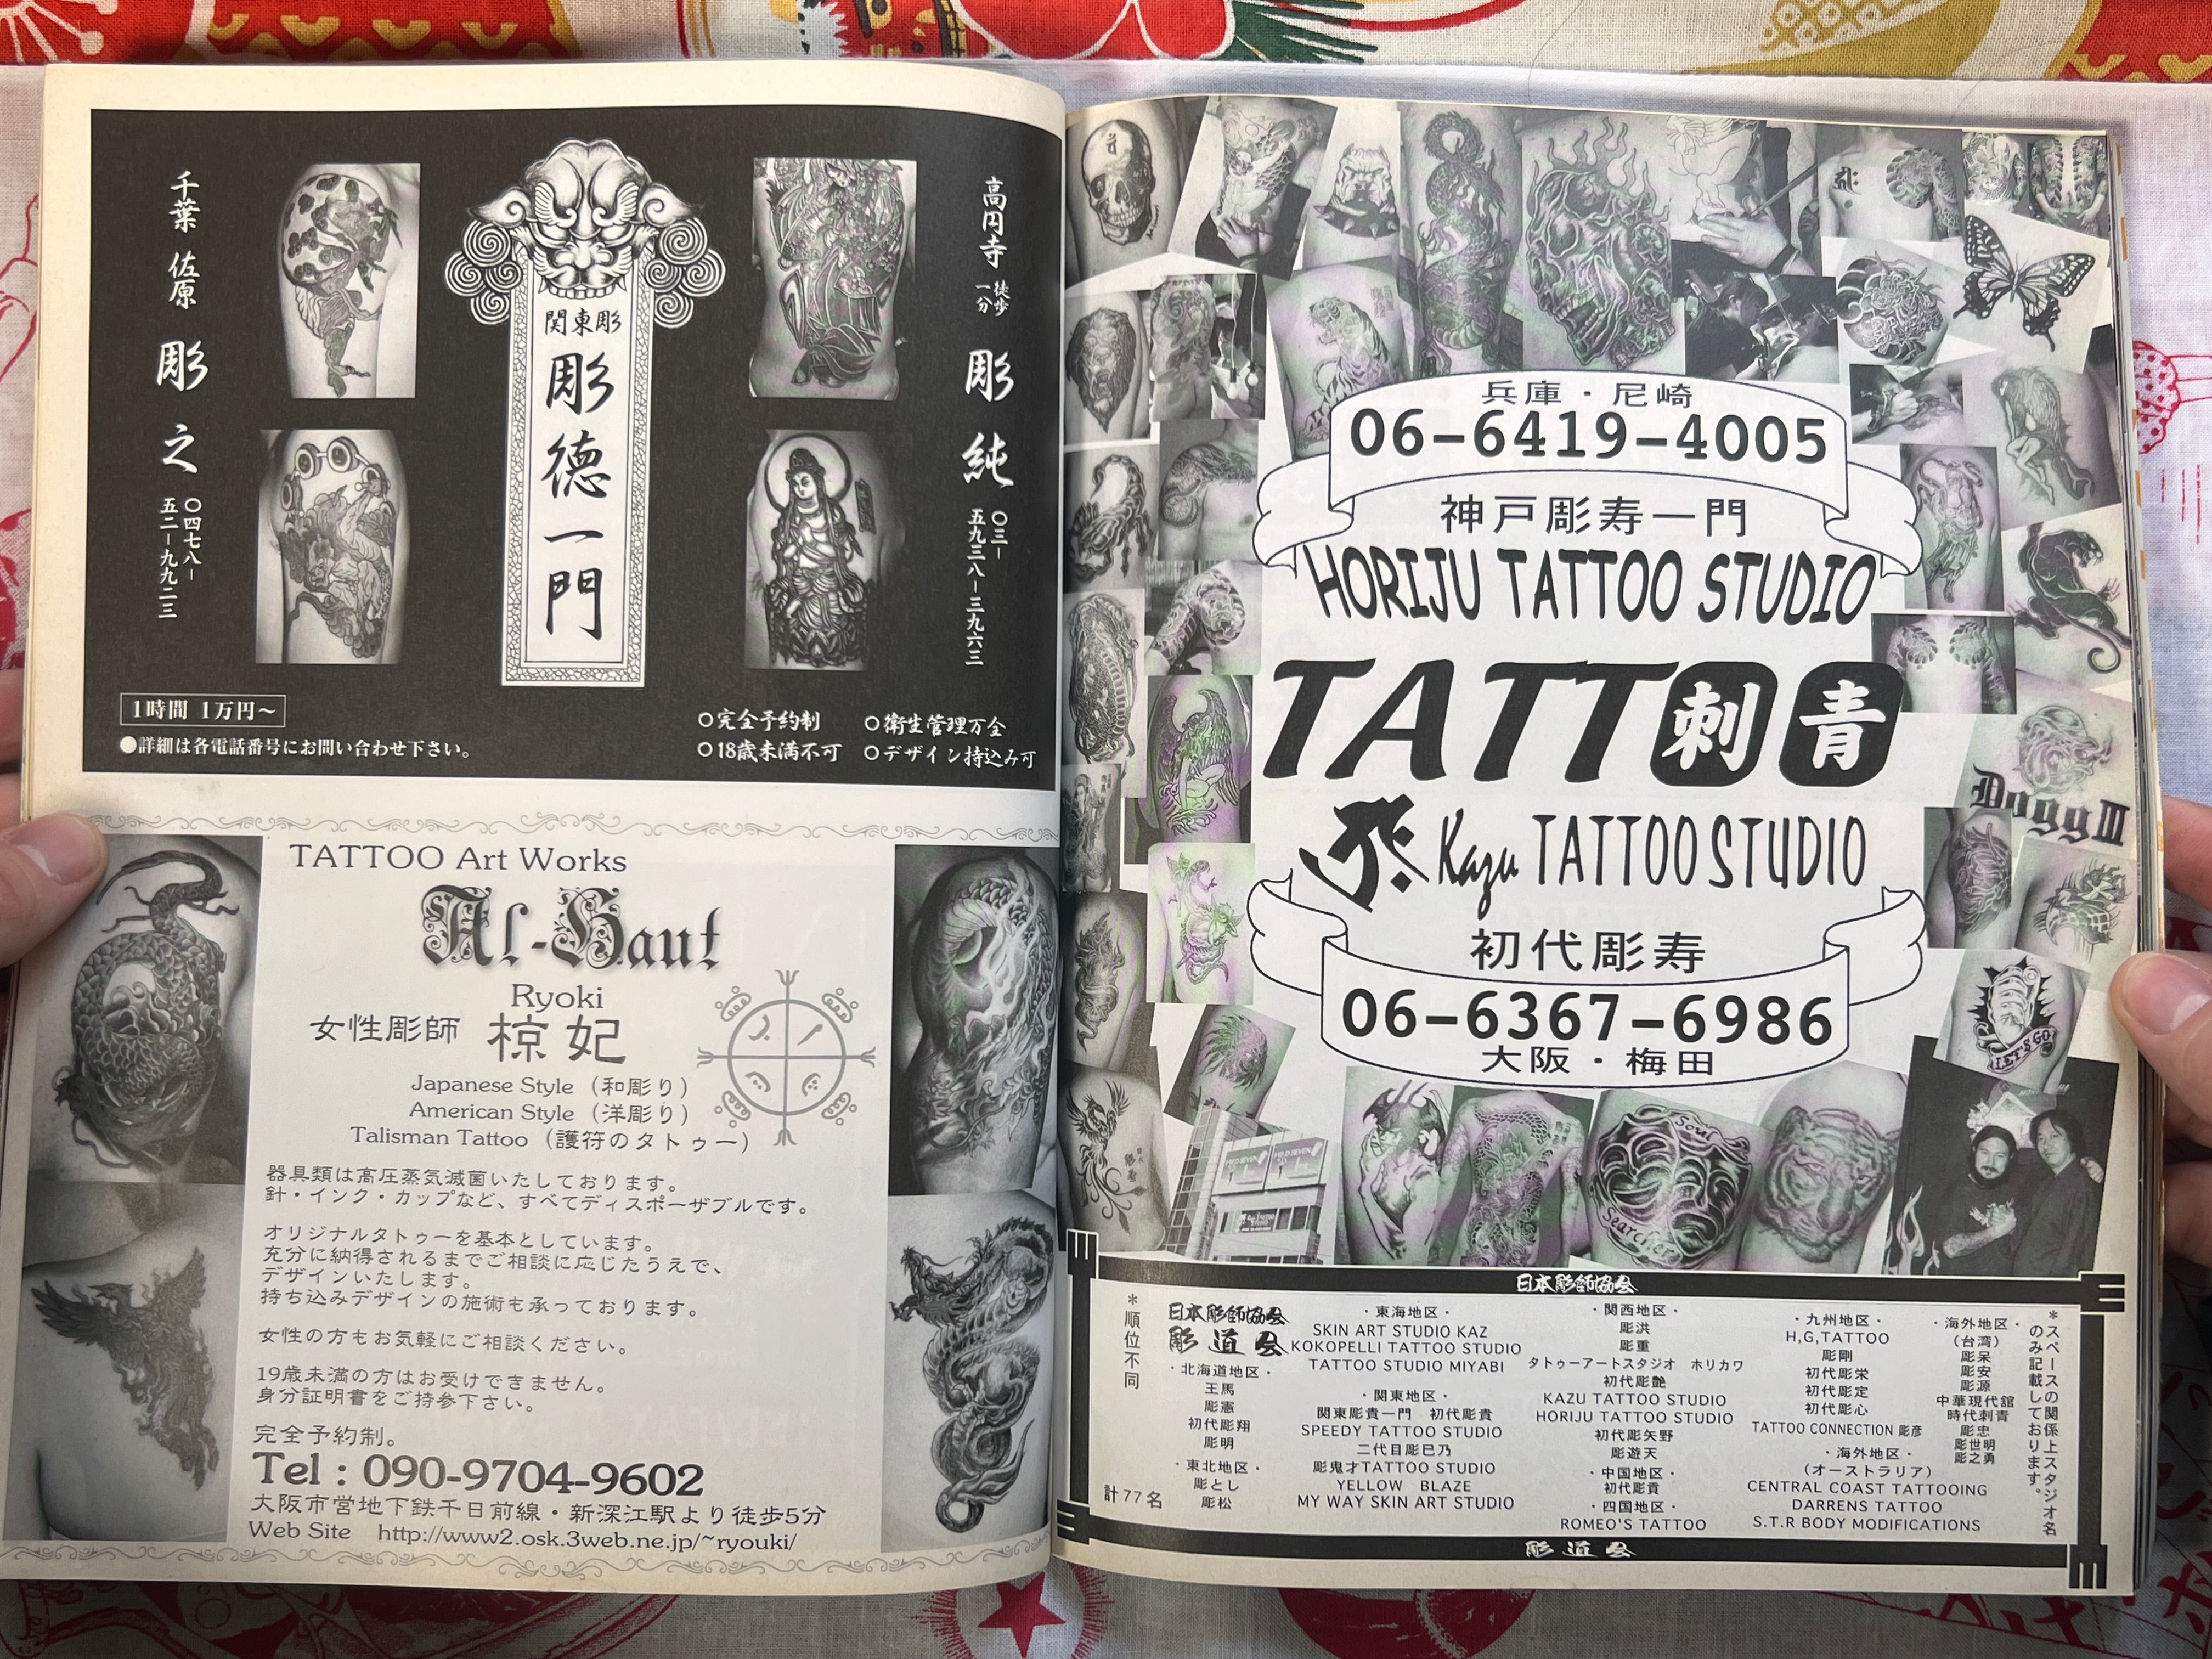 千葉 佐原 彫之
〇四七八-
五二-九九二三
関東彫
彫徳一門
高円寺 徒歩一分 彫純
〇三-
五九三八-三九六三
1時間 1万円〜
●詳細は各電話番号にお問い合わせ下さい。
○完全予約制 ○衛生管理万全
○18歳未満不可 ○デザイン持込み可
TATTOO Art Works
Al-Haut
Ryoki
女性彫師 椋妃
Japanese Style (和彫り)
American Style (洋彫り)
Talisman Tattoo (護符のタトゥー)
器具類は高圧蒸気滅菌いたしております。
針・インク・カップなど、すべてディスポーザブルです。
オリジナルタトゥーを基本としています。
充分に納得されるまでご相談に応じたうえで、
デザインいたします。
持ち込みデザインの施術も承っております。
女性の方もお気軽にご相談ください。
19歳未満の方はお受けできません。
身分証明書をご持参下さい。
完全予約制。
Tel : 090-9704-9602
大阪市営地下鉄千日前線・新深江駅より徒歩5分
Web Site http://www2.osk.3web.ne.jp/~ryouki/
兵庫・尼崎
06-6419-4005
神戸彫寿一門
HORIJU TATTOO STUDIO
TATTOO 刺青
Kazu TATTOO STUDIO
初代彫寿
06-6367-6986
大阪・梅田
Dogg III
LET'S GO
Soul
Searcher
日本彫師協会
*順位不同
計77名
日本彫師協会
彫道会
・北海道地区・
王馬
彫憲
初代彫翔
彫明
・東北地区・
彫とし
彫松
・東海地区・
SKIN ART STUDIO KAZ
KOKOPELLI TATTOO STUDIO
TATTOO STUDIO MIYABI
・関東地区・
関東彫貴一門 初代彫貴
SPEEDY TATTOO STUDIO
二代目彫巳乃
彫鬼才TATTOO STUDIO
YELLOW BLAZE
MY WAY SKIN ART STUDIO
・関西地区・
彫洪
彫重
タトゥーアートスタジオ ホリカワ
初代彫艶
KAZU TATTOO STUDIO
HORIJU TATTOO STUDIO
初代彫矢野
彫遊天
・中国地区・
初代彫貢
・四国地区・
ROMEO'S TATTOO
・九州地区・
H,G,TATTOO
彫剛
初代彫栄
初代彫定
初代彫心
TATTOO CONNECTION 彫彦
・海外地区・
(オーストラリア)
CENTRAL COAST TATTOOING
DARRENS TATTOO
S.T.R BODY MODIFICATIONS
・海外地区・
(台湾)
彫呆
彫安
彫源
中華現代舘
時代刺青
彫忠
彫世明
彫之勇
*スペースの関係上スタジオ名
のみ記載しております。
彫道会